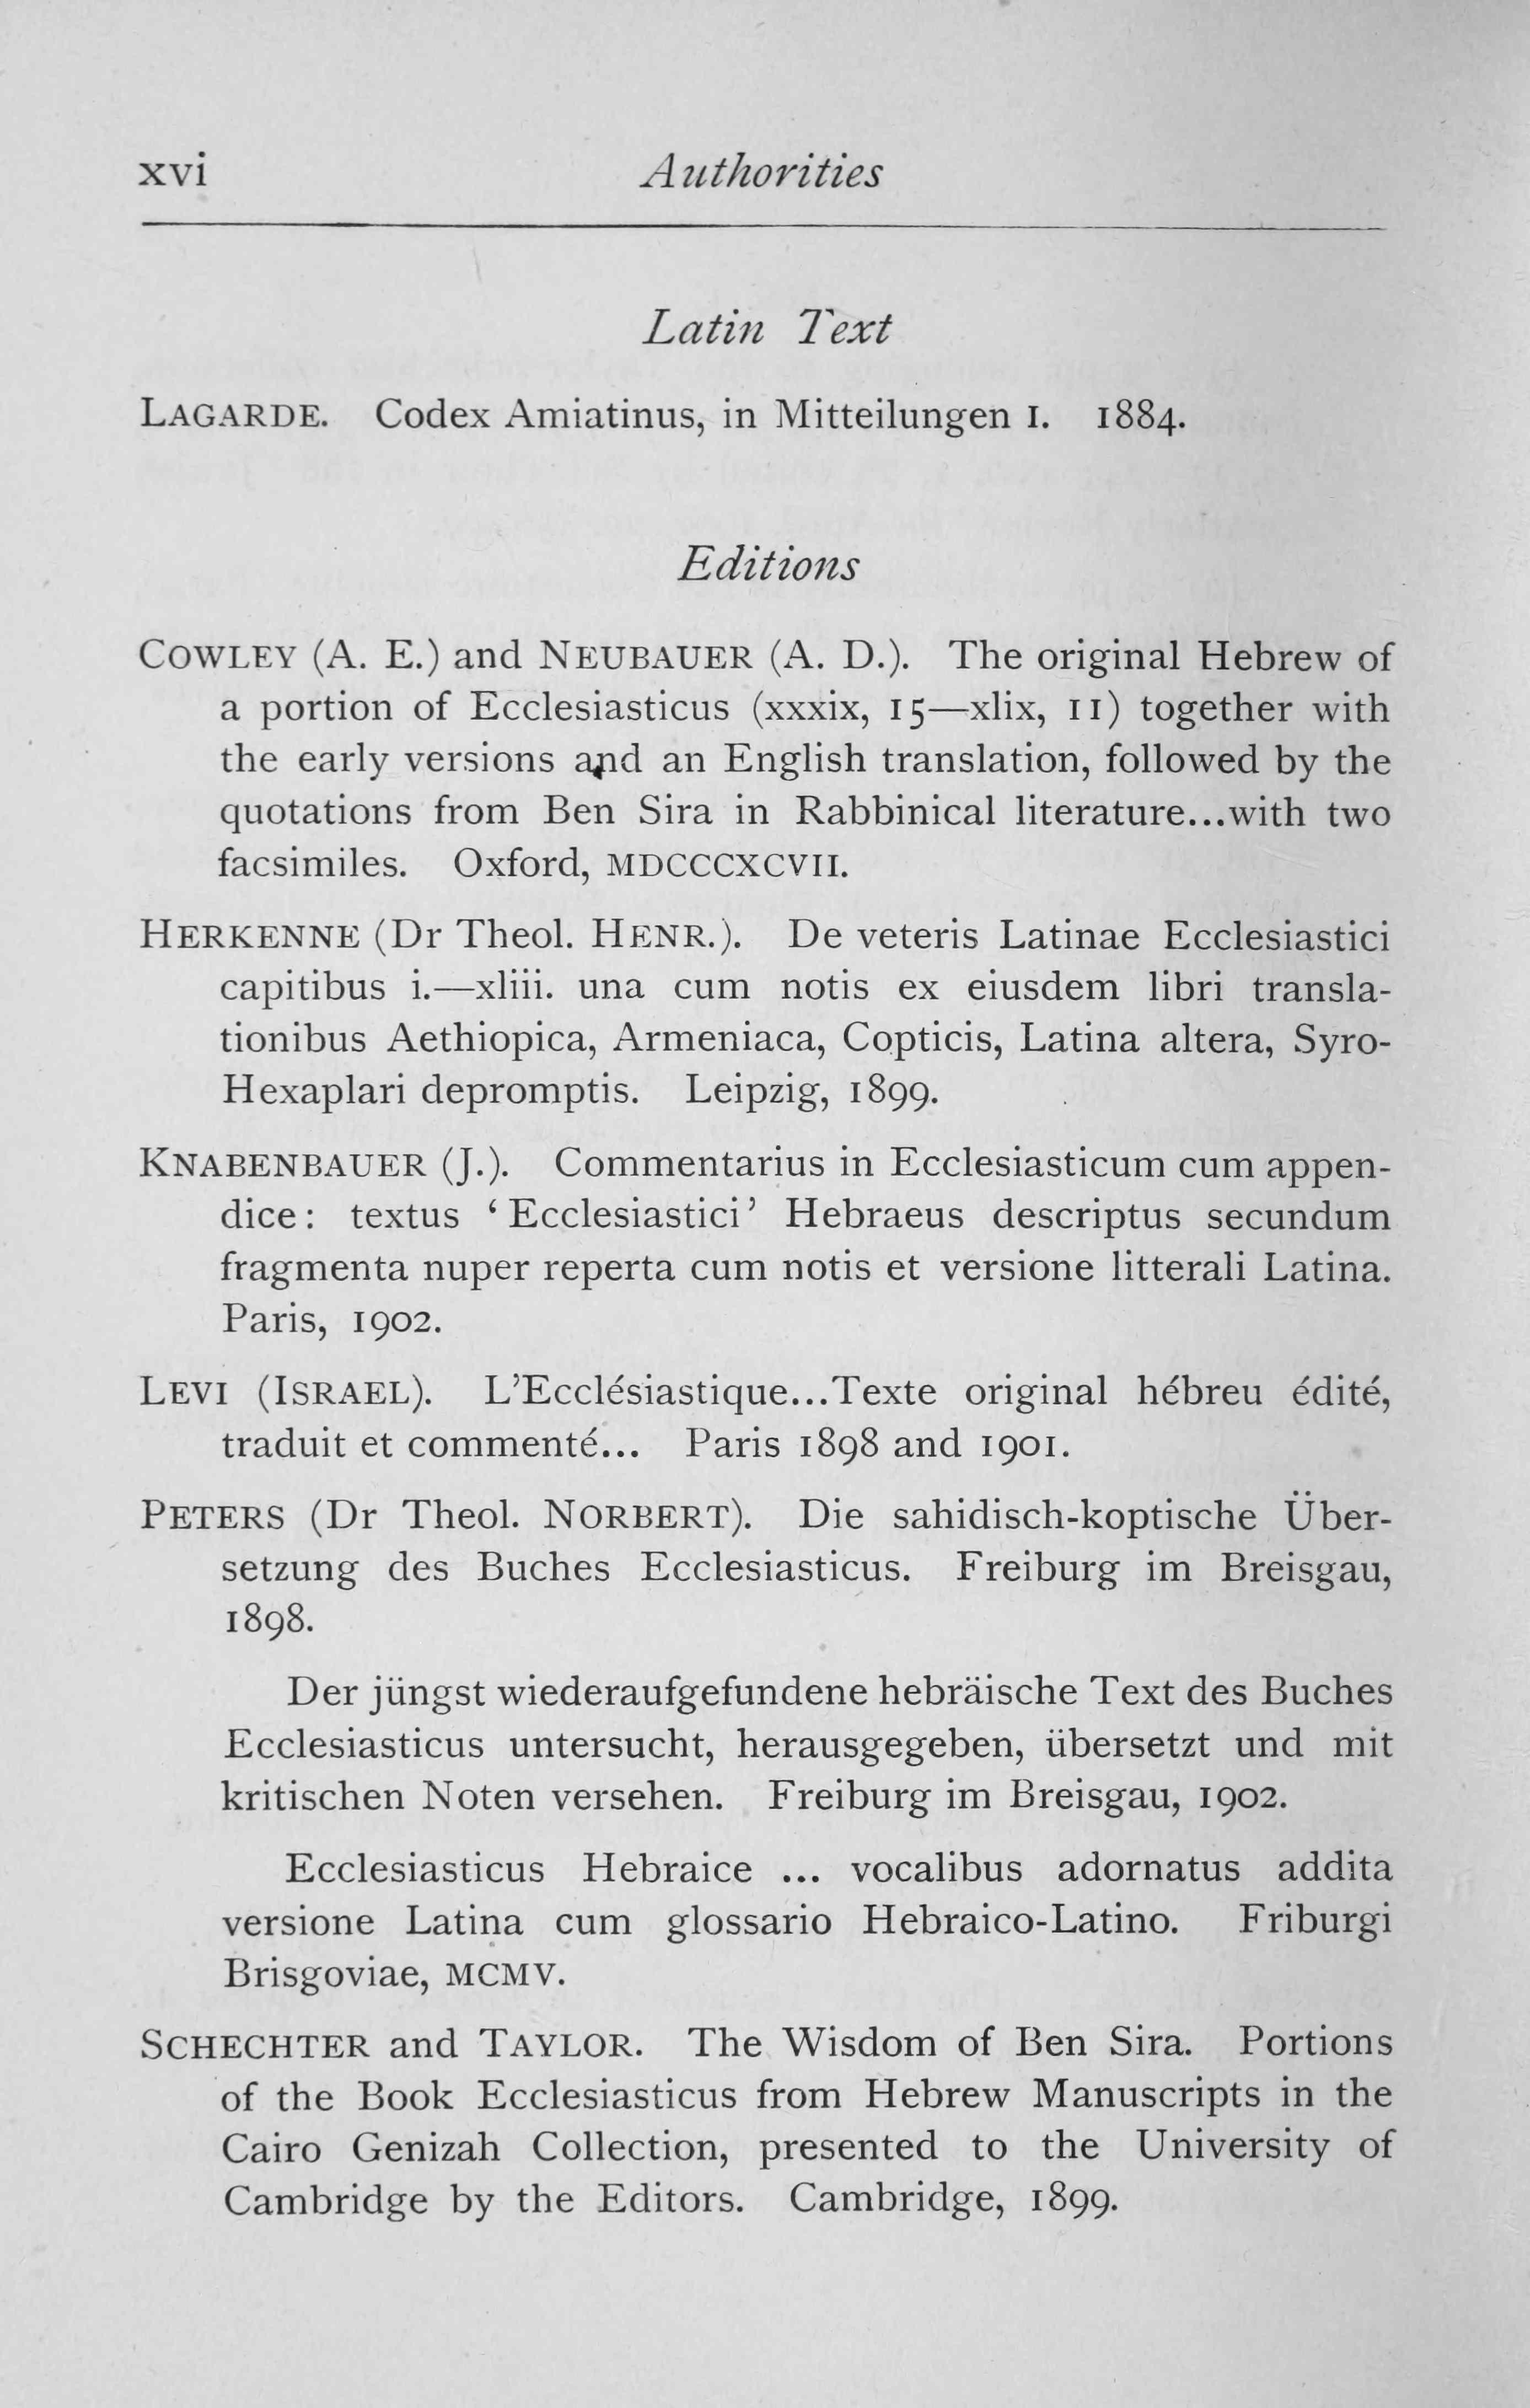 xvi Authorities
Latin Text
LAGARDE. Codex Amiatinus, in Mitteilungen I. 1884.
Editions
COWLEY (A. E.) and NEUBAUER (A. D.). The original Hebrew of
a portion of Ecclesiasticus (xxxix, 15—xlix, 11) together with
the early versions and an English translation, followed by the
quotations from Ben Sira in Rabbinical literature...with two
facsimiles. Oxford, MDCCCXCVII.
HERKENNE (Dr Theol. HENR.). De veteris Latinae Ecclesiastici
capitibus i.—xliii. una cum notis ex eiusdem libri transla-
tionibus Aethiopica, Armeniaca, Copticis, Latina altera, Syro-
Hexaplari depromptis. Leipzig, 1899.
KNABENBAUER (J.). Commentarius in Ecclesiasticum cum appen-
dice: textus ‘Ecclesiastici’ Hebraeus descriptus secundum
fragmenta nuper reperta cum notis et versione litterali Latina.
Paris, 1902.
LEVI (ISRAEL). L’Ecclésiastique...Texte original hébreu édité,
traduit et commenté... Paris 1898 and 1901.
PETERS (Dr Theol. NORBERT). Die sahidisch-koptische Über-
setzung des Buches Ecclesiasticus. Freiburg im Breisgau,
1898.
Der jüngst wiederaufgefundene hebräische Text des Buches
Ecclesiasticus untersucht, herausgegeben, übersetzt und mit
kritischen Noten versehen. Freiburg im Breisgau, 1902.
Ecclesiasticus Hebraice ... vocalibus adornatus addita
versione Latina cum glossario Hebraico-Latino. Friburgi
Brisgoviae, MCMV.
SCHECHTER and TAYLOR. The Wisdom of Ben Sira. Portions
of the Book Ecclesiasticus from Hebrew Manuscripts in the
Cairo Genizah Collection, presented to the University of
Cambridge by the Editors. Cambridge, 1899.